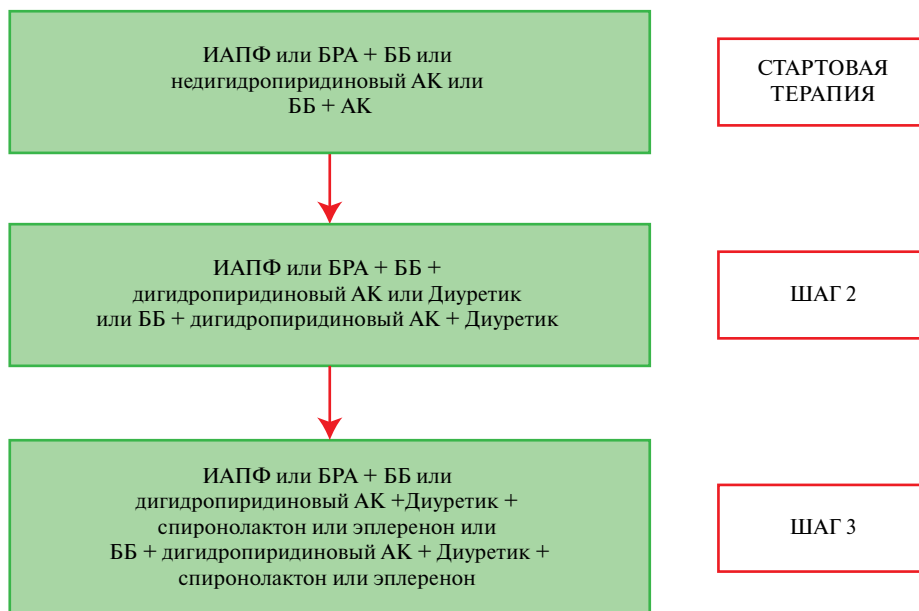 ИАПФ или БРА + ББ или
недигидропиридиновый АК или
ББ + АК
СТАРТОВАЯ
ТЕРАПИЯ
ИАПФ или БРА + ББ +
дигидропиридиновый АК или Диуретик
или ББ + дигидропиридиновый АК + Диуретик
ШАГ 2
ИАПФ или БРА + ББ или
дигидропиридиновый АК +Диуретик +
спиронолактон или эплеренон или
ББ + дигидропиридиновый АК + Диуретик +
спиронолактон или эплеренон
ШАГ 3